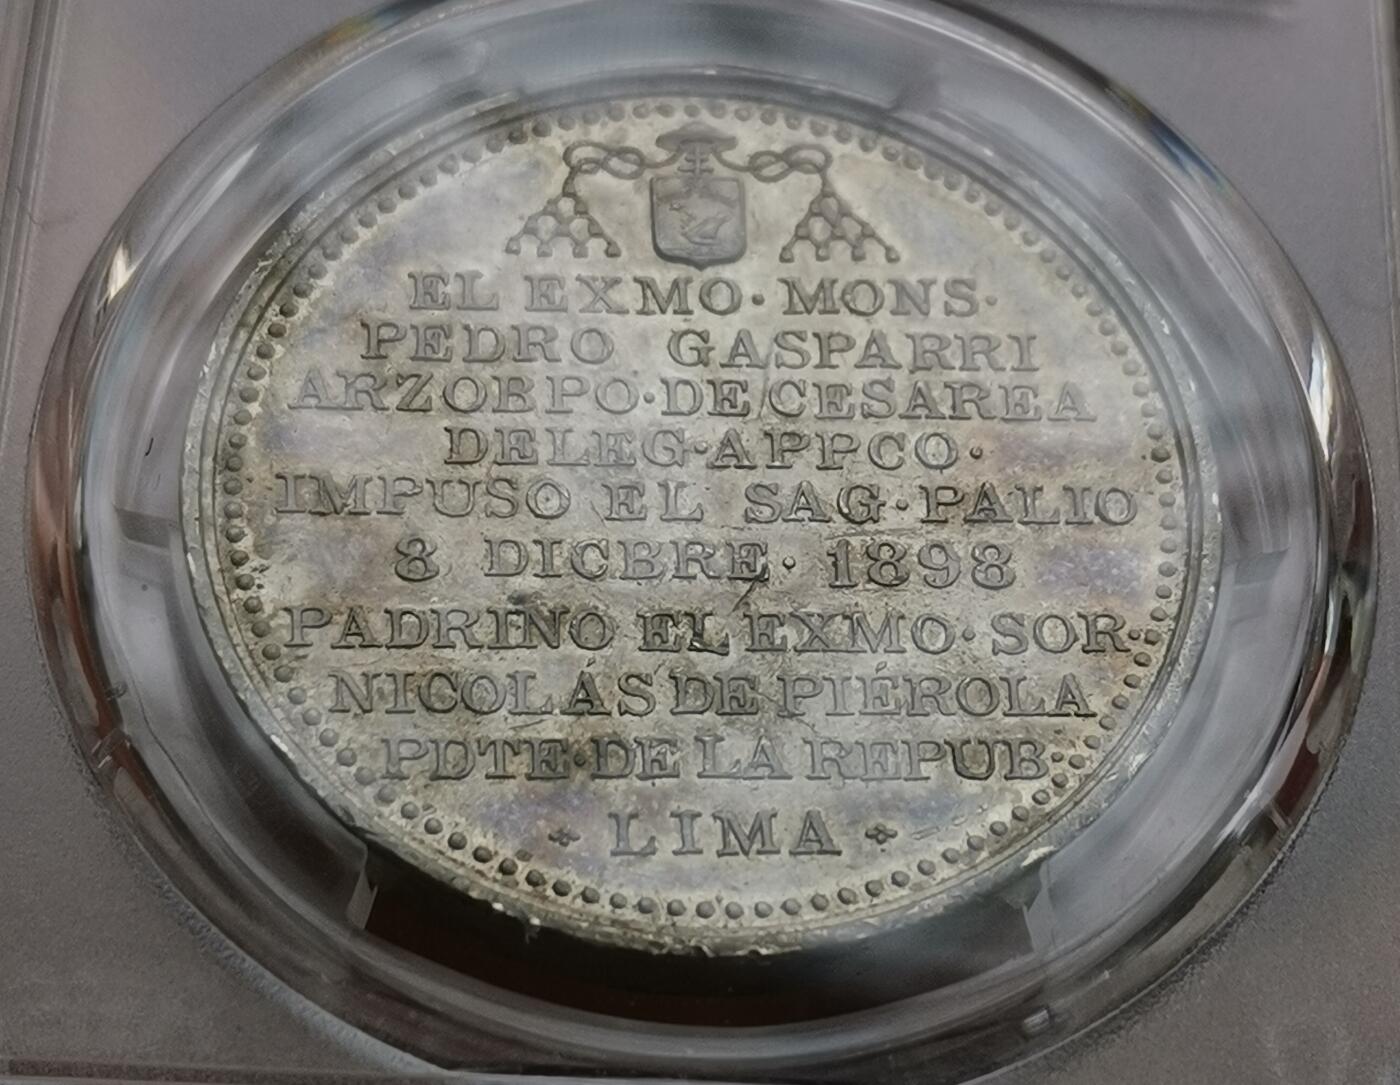 EL EXMO· MONS·
PEDRO GASPARRI
ARZOBPO·DE CESAREA
DELEG·APPCO·
IMPUSO EL SAG·PALIO
8 DICBRE· 1898
PADRINO EL EXMO· SOR·
NICOLÁS DE PIÉROLA
PDTE·DE LA REPUB·
LIMA